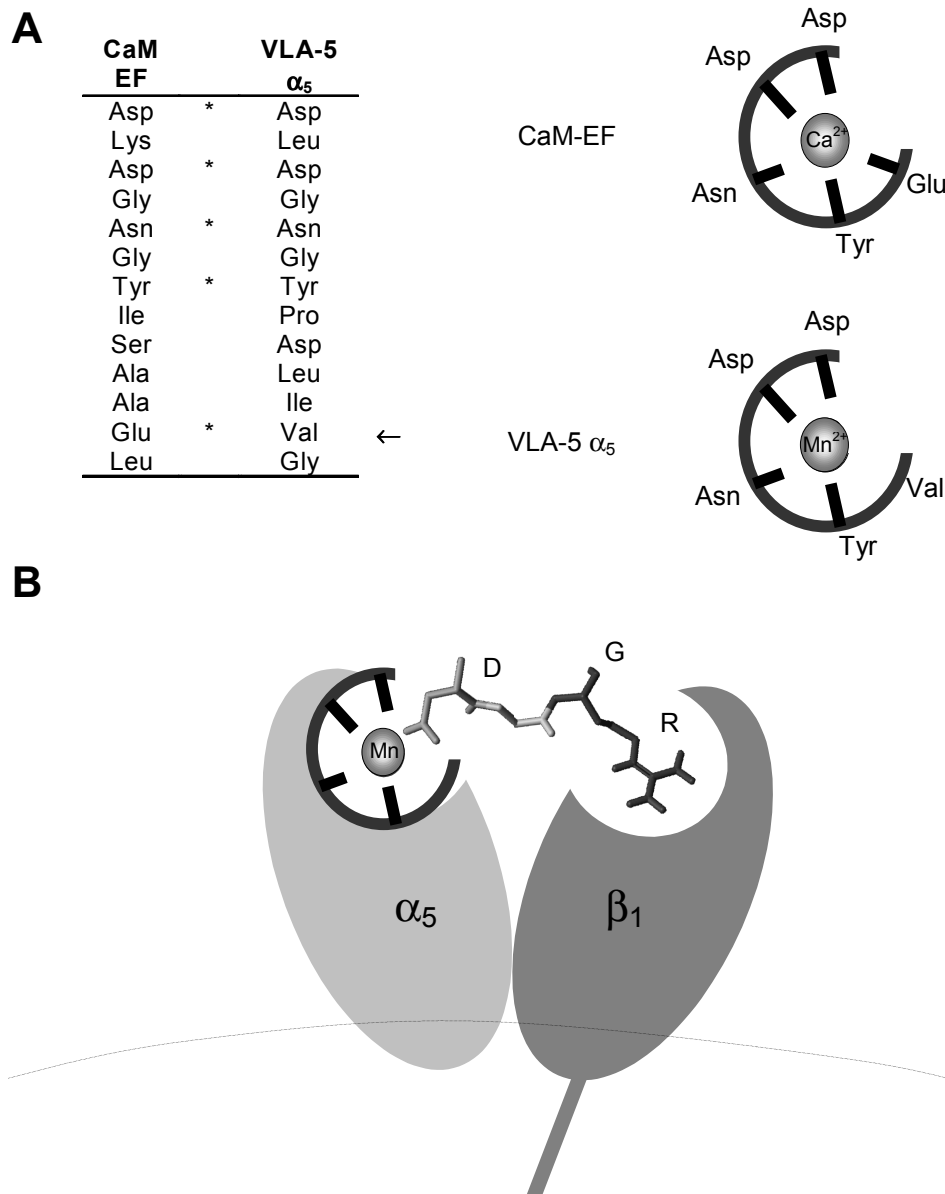 A
CaM VLA-5
EF α5
Asp * Asp
Lys Leu
Asp * Asp
Gly Gly
Asn * Asn
Gly Gly
Tyr * Tyr
Ile Pro
Ser Asp
Ala Leu
Ala Ile
Glu * Val ←
Leu Gly
CaM-EF
Asp
Asp
Ca2+
Asn
Glu
Tyr
VLA-5 α5
Asp
Asp
Mn2+
Asn
Val
Tyr
B
D
G
R
Mn
α5
β1